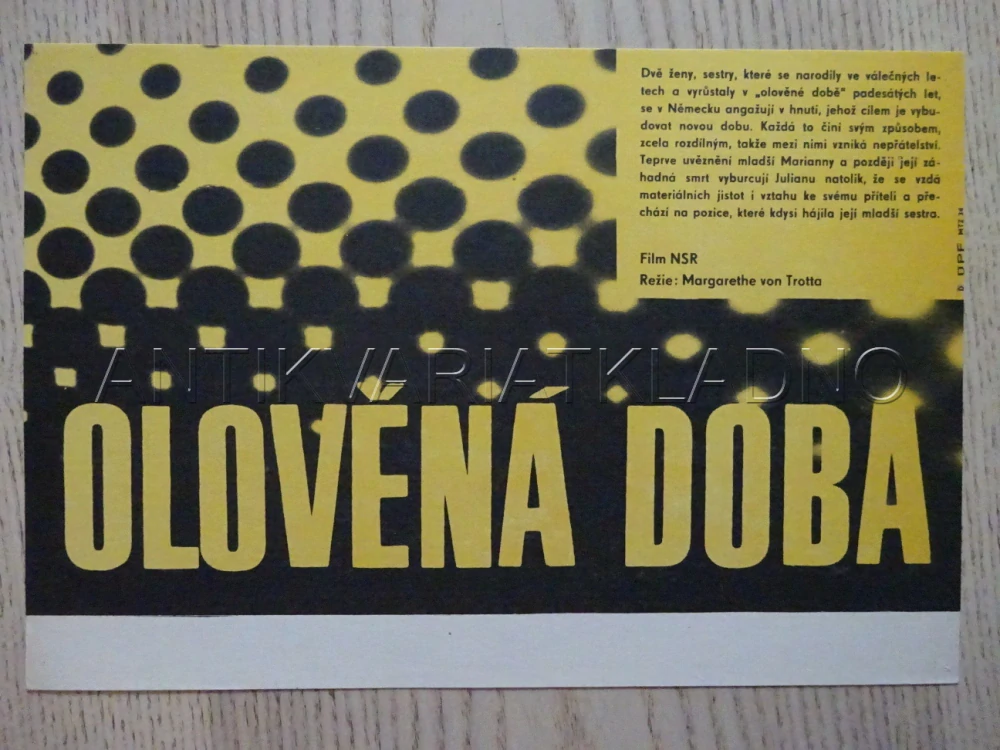 Dvě ženy, sestry, které se narodily ve válečných le-
tech a vyrůstaly v „olověné době" padesátých let,
se v Německu angažují v hnutí, jehož cílem je vybu-
dovat novou dobu. Každá to činí svým způsobem,
zcela rozdílným, takže mezi nimi vzniká nepřátelství.
Teprve uvěznění mladší Marianny a později její zá-
hadná smrt vyburcují Julianu natolik, že se vzdá
materiálních jistot i vztahu ke svému příteli a pře-
chází na pozice, které kdysi hájila její mladší sestra.
Film NSR
Režie: Margarethe von Trotta
DPF
ANTIKVARIATKLADNO
OLOVĚNÁ DOBA